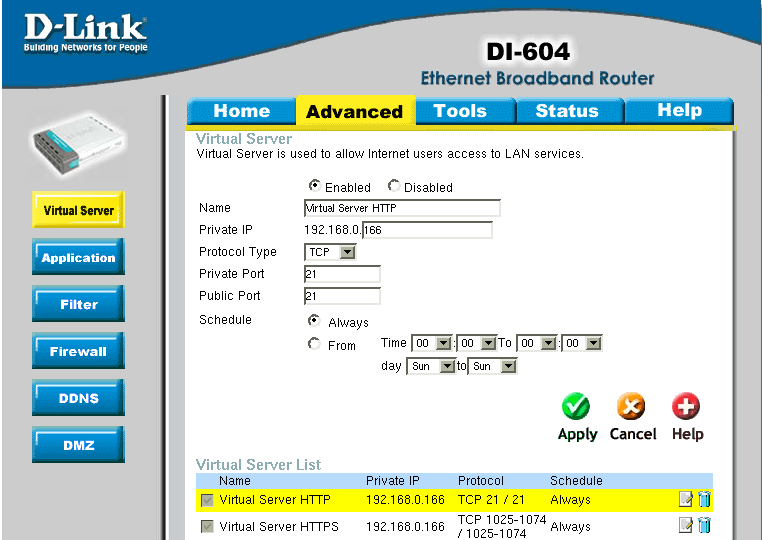 D-Link
Building Networks for People
DI-604
Ethernet Broadband Router
Home Advanced Tools Status Help
Virtual Server
Virtual Server is used to allow Internet users access to LAN services.
Enabled Disabled
Name Virtual Server HTTP
Private IP 192.168.0. 166
Protocol Type TCP
Private Port 21
Public Port 21
Schedule Always
From Time 00 : 00 To 00 : 00
day Sun to Sun
Apply Cancel Help
Virtual Server
Application
Filter
Firewall
DDNS
DMZ
Virtual Server List
Name Private IP Protocol Schedule
Virtual Server HTTP 192.168.0.166 TCP 21 / 21 Always
Virtual Server HTTPS 192.168.0.166 TCP 1025-1074 Always
/ 1025-1074